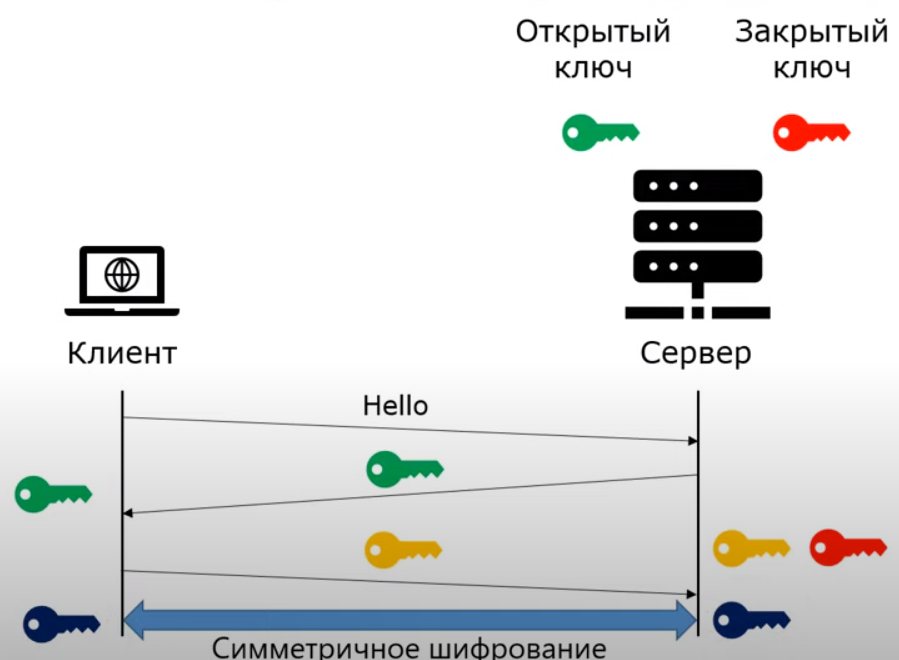 Открытый
ключ
Закрытый
ключ
Клиент
Сервер
Hello
Симметричное шифрование